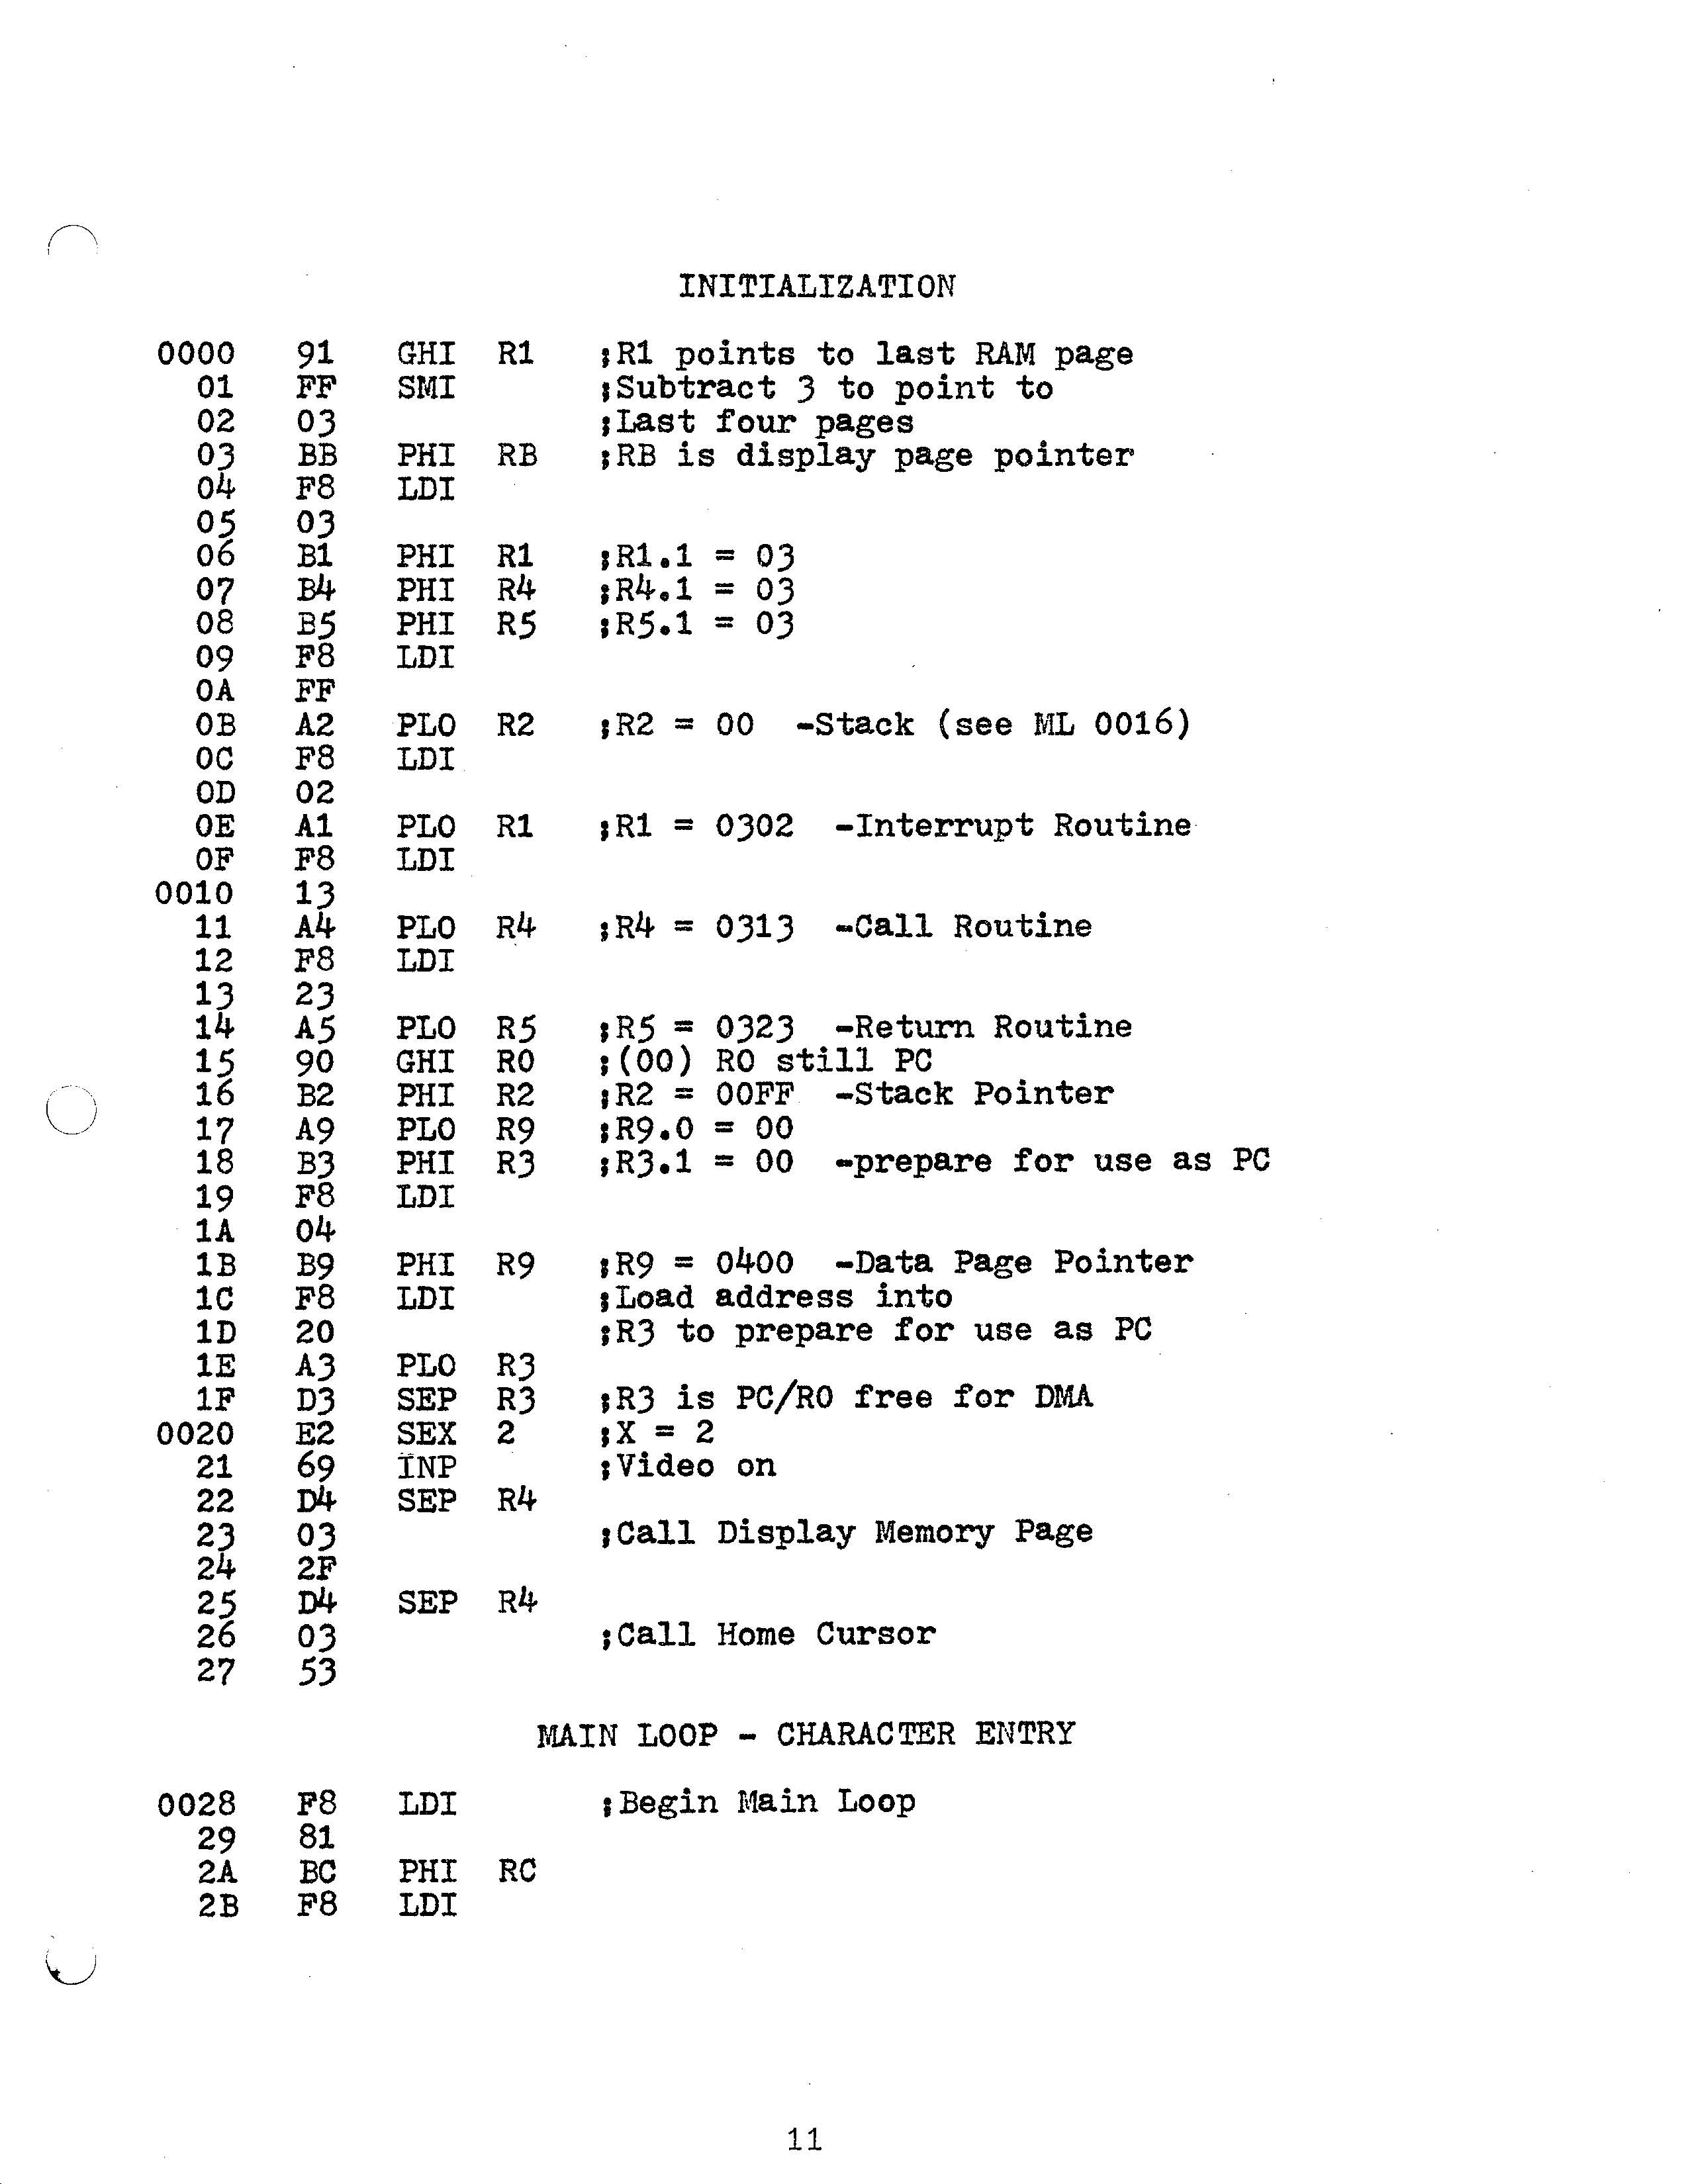 INITIALIZATION
0000 91 GHI R1 ;R1 points to last RAM page
01 FF SMI ;Subtract 3 to point to
02 03 ;Last four pages
03 BB PHI RB ;RB is display page pointer
04 F8 LDI
05 03
06 B1 PHI R1 ;R1.1 = 03
07 B4 PHI R4 ;R4.1 = 03
08 B5 PHI R5 ;R5.1 = 03
09 F8 LDI
0A FF
0B A2 PLO R2 ;R2 = 00 -Stack (see ML 0016)
0C F8 LDI
0D 02
0E A1 PLO R1 ;R1 = 0302 -Interrupt Routine
0F F8 LDI
0010 13
11 A4 PLO R4 ;R4 = 0313 -Call Routine
12 F8 LDI
13 23
14 A5 PLO R5 ;R5 = 0323 -Return Routine
15 90 GHI R0 ;(00) R0 still PC
16 B2 PHI R2 ;R2 = 00FF -Stack Pointer
17 A9 PLO R9 ;R9.0 = 00
18 B3 PHI R3 ;R3.1 = 00 -prepare for use as PC
19 F8 LDI
1A 04
1B B9 PHI R9 ;R9 = 0400 -Data Page Pointer
1C F8 LDI ;Load address into
1D 20 ;R3 to prepare for use as PC
1E A3 PLO R3
1F D3 SEP R3 ;R3 is PC/R0 free for DMA
0020 E2 SEX 2 ;X = 2
21 69 INP ;Video on
22 D4 SEP R4
23 03 ;Call Display Memory Page
24 2F
25 D4 SEP R4
26 03 ;Call Home Cursor
27 53
MAIN LOOP - CHARACTER ENTRY
0028 F8 LDI ;Begin Main Loop
29 81
2A BC PHI RC
2B F8 LDI
11